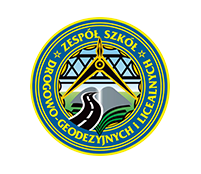 ZESPÓŁ SZKÓŁ
DROGOWO-GEODEZYJNYCH I LICEALNYCH